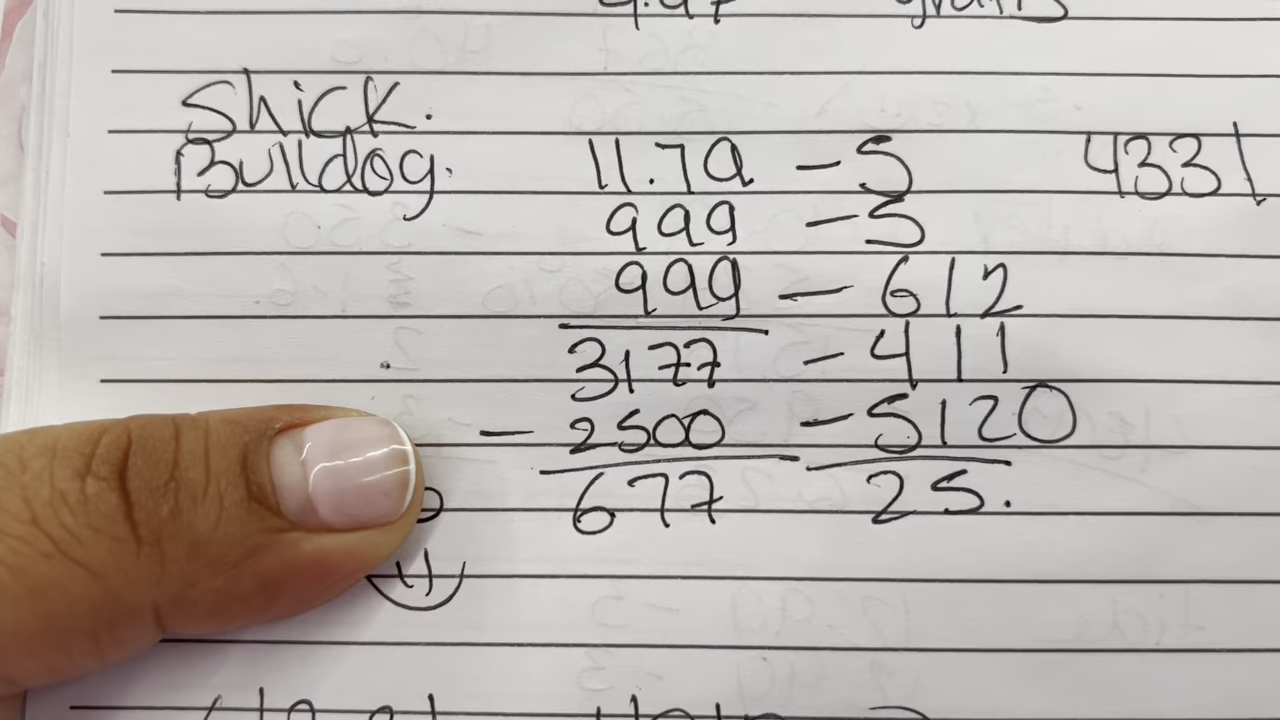 Shick.
Bulldog. 11.79 - 5 4331
999 - 5
999 - 612
3177 - 411
- 2500 - 5120
677 25.